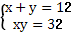 x + y = 12
xy = 32